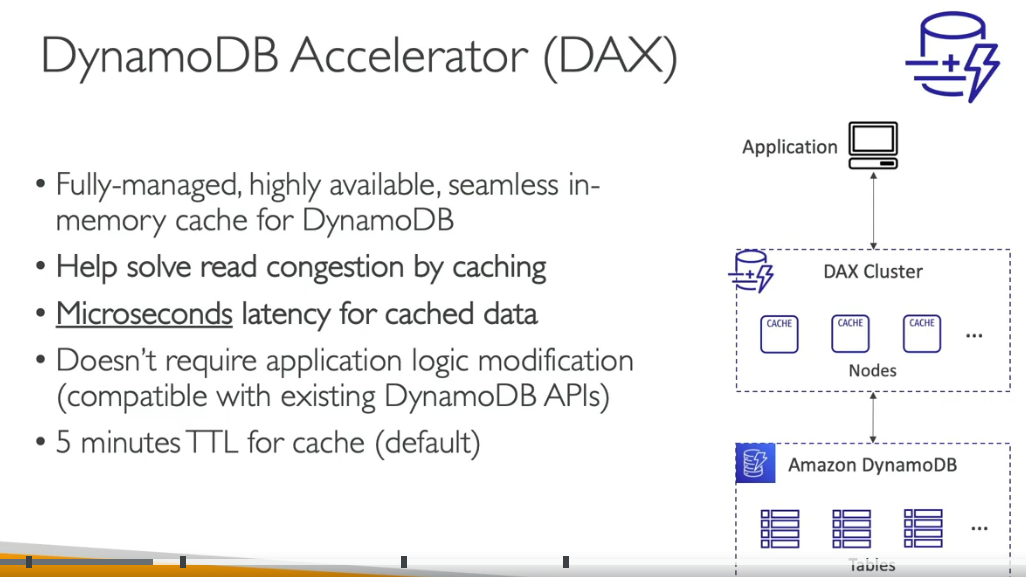 DynamoDB Accelerator (DAX)
• Fully-managed, highly available, seamless in-
memory cache for DynamoDB
• Help solve read congestion by caching
• Microseconds latency for cached data
• Doesn’t require application logic modification
(compatible with existing DynamoDB APIs)
• 5 minutes TTL for cache (default)
Application
DAX Cluster
CACHE CACHE CACHE ...
Nodes
Amazon DynamoDB
...
Tables